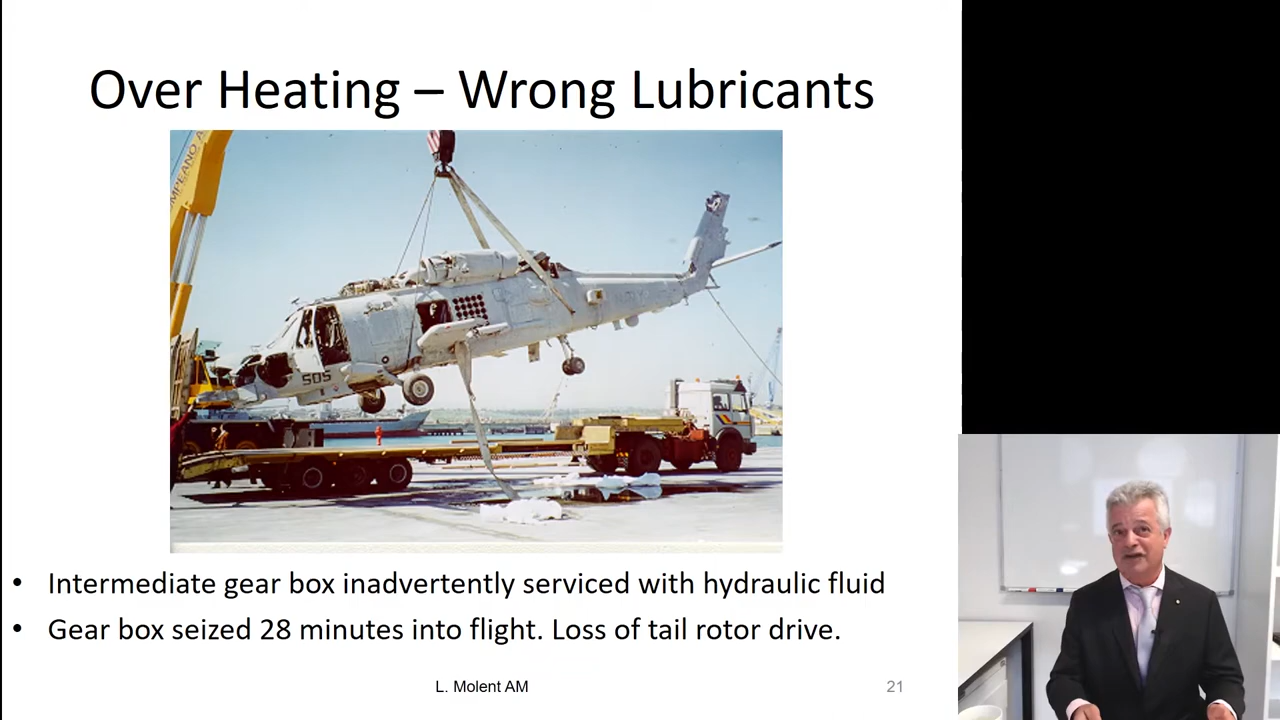 Over Heating – Wrong Lubricants
505
• Intermediate gear box inadvertently serviced with hydraulic fluid
• Gear box seized 28 minutes into flight. Loss of tail rotor drive.
L. Molent AM
21